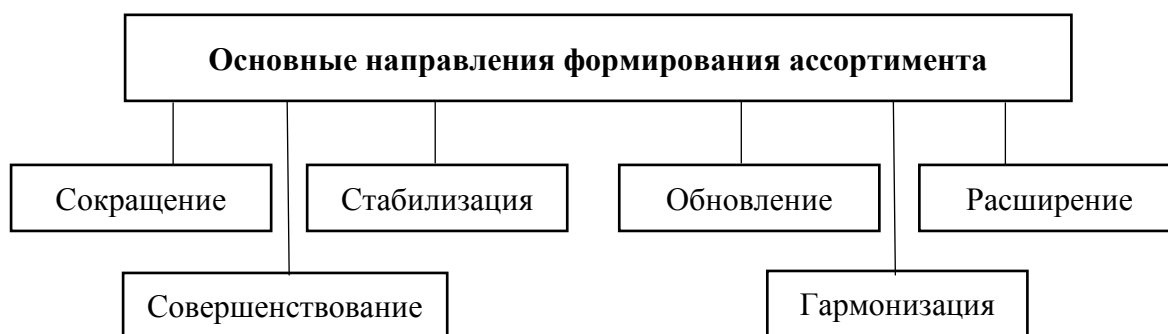 Основные направления формирования ассортимента
Сокращение
Стабилизация
Обновление
Расширение
Совершенствование
Гармонизация